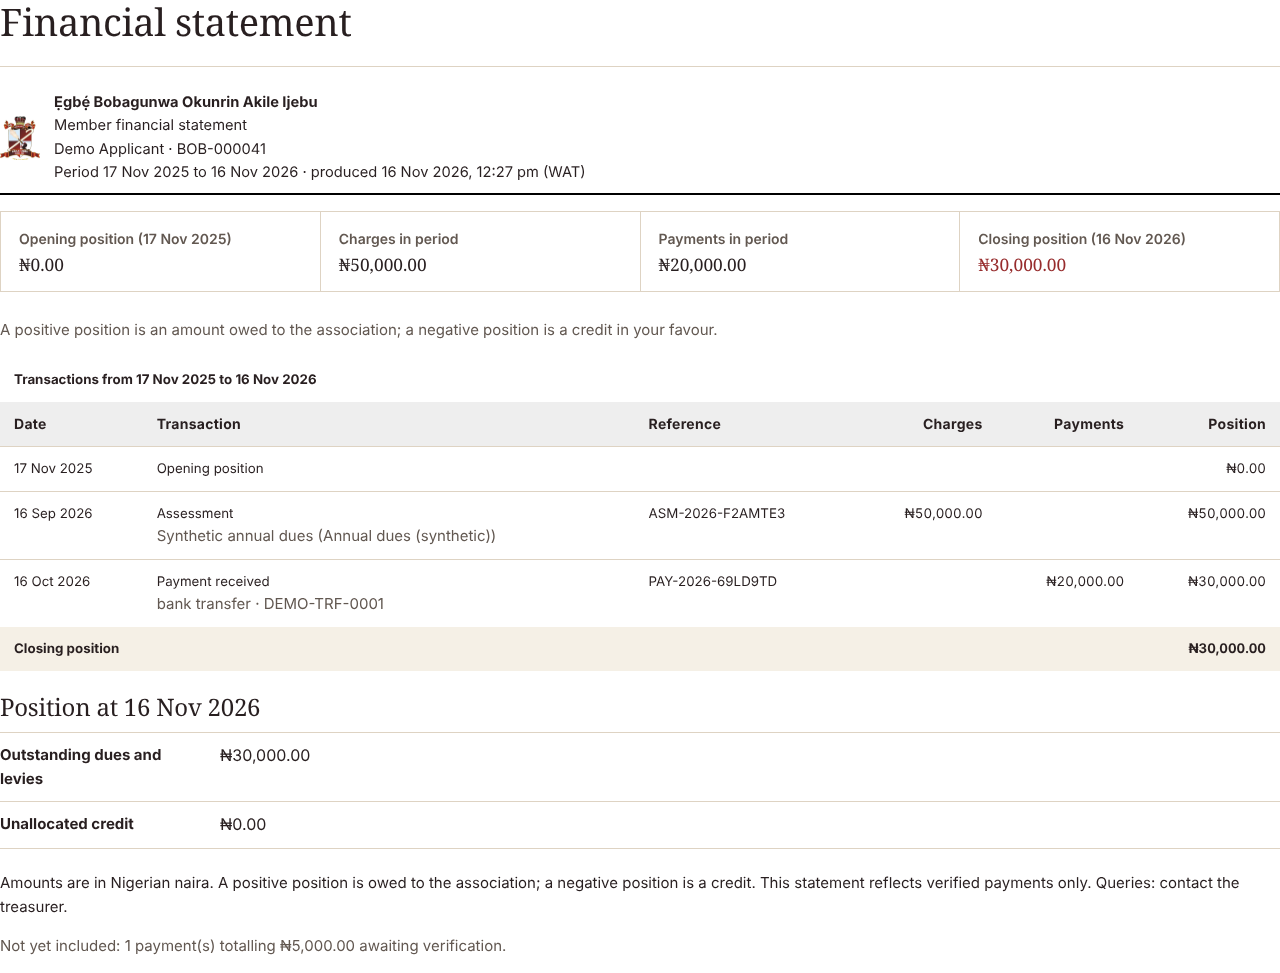 Financial statement
Ẹgbẹ́ Bobagunwa Okunrin Akile Ijebu
Member financial statement
Demo Applicant · BOB-000041
Period 17 Nov 2025 to 16 Nov 2026 · produced 16 Nov 2026, 12:27 pm (WAT)
Opening position (17 Nov 2025) Charges in period Payments in period Closing position (16 Nov 2026)
₦0.00 ₦50,000.00 ₦20,000.00 ₦30,000.00
A positive position is an amount owed to the association; a negative position is a credit in your favour.
Transactions from 17 Nov 2025 to 16 Nov 2026
Date Transaction Reference Charges Payments Position
17 Nov 2025 Opening position ₦0.00
16 Sep 2026 Assessment ASM-2026-F2AMTE3 ₦50,000.00 ₦50,000.00
Synthetic annual dues (Annual dues (synthetic))
16 Oct 2026 Payment received PAY-2026-69LD9TD ₦20,000.00 ₦30,000.00
bank transfer · DEMO-TRF-0001
Closing position ₦30,000.00
Position at 16 Nov 2026
Outstanding dues and ₦30,000.00
levies
Unallocated credit ₦0.00
Amounts are in Nigerian naira. A positive position is owed to the association; a negative position is a credit. This statement reflects verified payments only. Queries: contact the
treasurer.
Not yet included: 1 payment(s) totalling ₦5,000.00 awaiting verification.